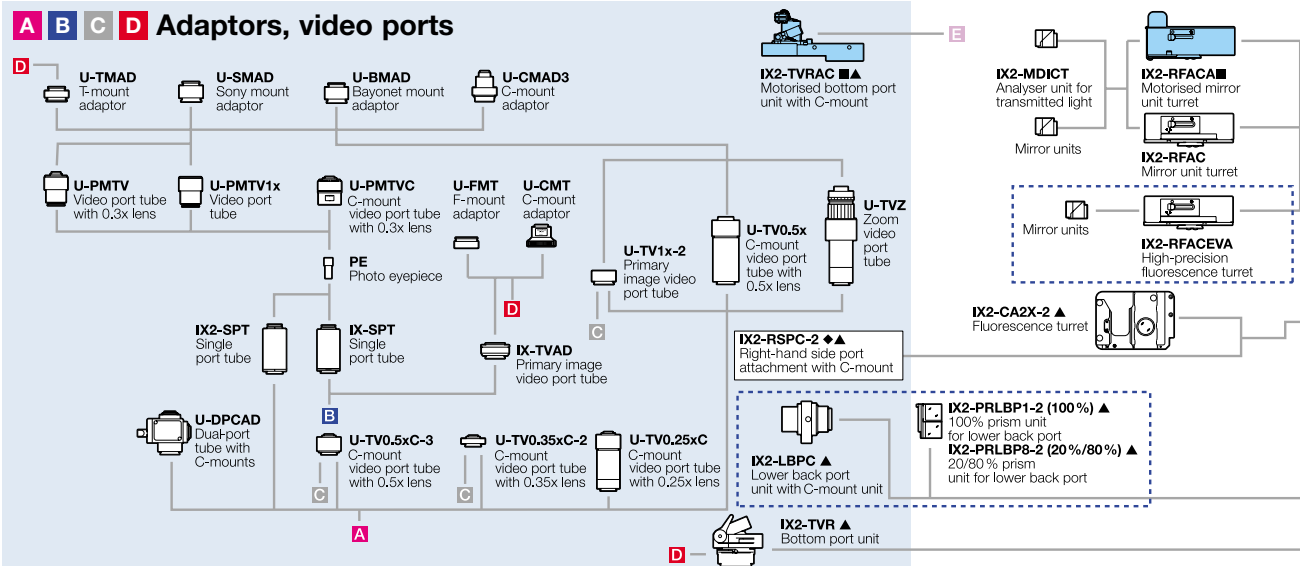 A B C D Adaptors, video ports
E
IX2-TVRAC ■▲
Motorised bottom port
unit with C-mount
IX2-MDICT
Analyser unit for
transmitted light
IX2-RFACA■
Motorised mirror
unit turret
D
U-TMAD
T-mount
adaptor
U-SMAD
Sony mount
adaptor
U-BMAD
Bayonet mount
adaptor
U-CMAD3
C-mount
adaptor
Mirror units
IX2-RFAC
Mirror unit turret
U-PMTV
Video port tube
with 0.3x lens
U-PMTV1x
Video port
tube
U-PMTVC
C-mount
video port tube
with 0.3x lens
U-FMT
F-mount
adaptor
U-CMT
C-mount
adaptor
U-TV1x-2
Primary
image video
port tube
C
U-TV0.5x
C-mount
video port
tube with
0.5x lens
U-TVZ
Zoom
video
port
tube
Mirror units
IX2-RFACEVA
High-precision
fluorescence turret
PE
Photo eyepiece
D
IX2-SPT
Single
port tube
IX-SPT
Single
port tube
IX-TVAD
Primary image
video port tube
IX2-CA2X-2 ▲
Fluorescence turret
IX2-RSPC-2 ◆▲
Right-hand side port
attachment with C-mount
B
U-DPCAD
Dual-port
tube with
C-mounts
U-TV0.5xC-3
C-mount
video port tube
with 0.5x lens
C
U-TV0.35xC-2
C-mount
video port tube
with 0.35x lens
C
U-TV0.25xC
C-mount
video port tube
with 0.25x lens
A
IX2-LBPC ▲
Lower back port
unit with C-mount unit
IX2-PRLBP1-2 (100%) ▲
100% prism unit
for lower back port
IX2-PRLBP8-2 (20%/80%) ▲
20/80% prism
unit for lower back port
D
IX2-TVR ▲
Bottom port unit